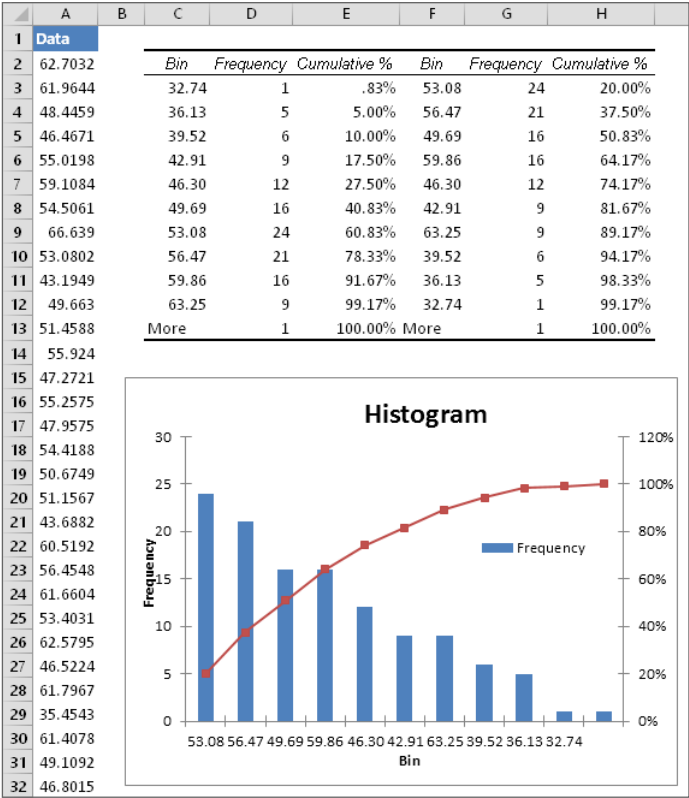 A B C D E F G H
1 Data
2 62.7032 Bin Frequency Cumulative % Bin Frequency Cumulative %
3 61.9644 32.74 1 .83% 53.08 24 20.00%
4 48.4459 36.13 5 5.00% 56.47 21 37.50%
5 46.4671 39.52 6 10.00% 49.69 16 50.83%
6 55.0198 42.91 9 17.50% 59.86 16 64.17%
7 59.1084 46.30 12 27.50% 46.30 12 74.17%
8 54.5061 49.69 16 40.83% 42.91 9 81.67%
9 66.639 53.08 24 60.83% 63.25 9 89.17%
10 53.0802 56.47 21 78.33% 39.52 6 94.17%
11 43.1949 59.86 16 91.67% 36.13 5 98.33%
12 49.663 63.25 9 99.17% 32.74 1 99.17%
13 51.4588 More 1 100.00% More 1 100.00%
14 55.924
15 47.2721
16 55.2575
17 47.9575
18 54.4188
19 50.6749
20 51.1567
21 43.6882
22 60.5192
23 56.4548
24 61.6604
25 53.4031
26 62.5795
27 46.5224
28 61.7967
29 35.4543
30 61.4078
31 49.1092
32 46.8015
Histogram
30
25
20
15
10
5
0
Frequency
120%
100%
80%
60%
40%
20%
0%
Frequency
53.08 56.47 49.69 59.86 46.30 42.91 63.25 39.52 36.13 32.74
Bin